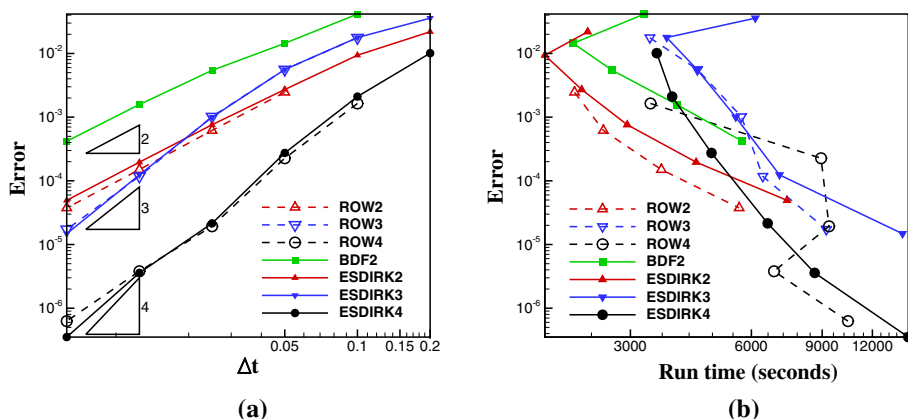 Error
10⁻²
10⁻³
10⁻⁴
10⁻⁵
10⁻⁶
2
3
4
ROW2
ROW3
ROW4
BDF2
ESDIRK2
ESDIRK3
ESDIRK4
0.05 0.1 0.15 0.2
Δt
(a)
Error
10⁻²
10⁻³
10⁻⁴
10⁻⁵
10⁻⁶
ROW2
ROW3
ROW4
BDF2
ESDIRK2
ESDIRK3
ESDIRK4
3000 6000 9000 12000
Run time (seconds)
(b)